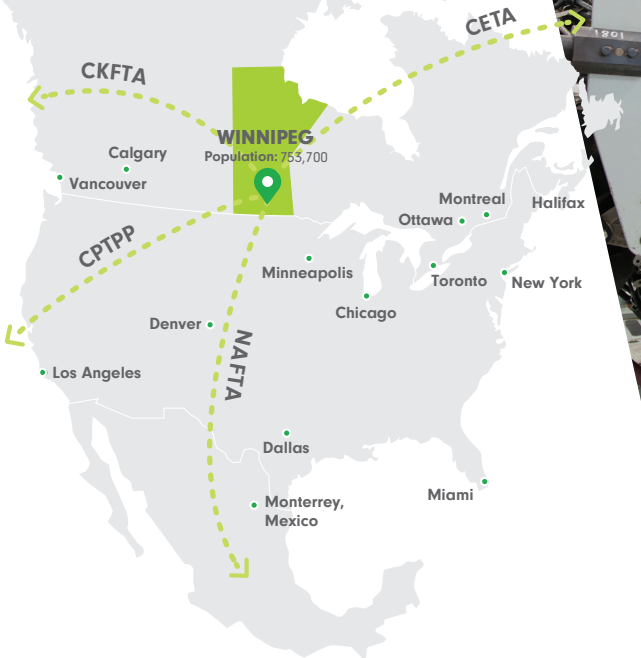 CETA
1801
CKFTA
WINNIPEG
Population: 753,700
Calgary
Vancouver
Montreal
Halifax
Ottawa
CPTPP
Minneapolis
Toronto
New York
Chicago
Denver
NAFTA
Los Angeles
Dallas
Miami
Monterrey,
Mexico